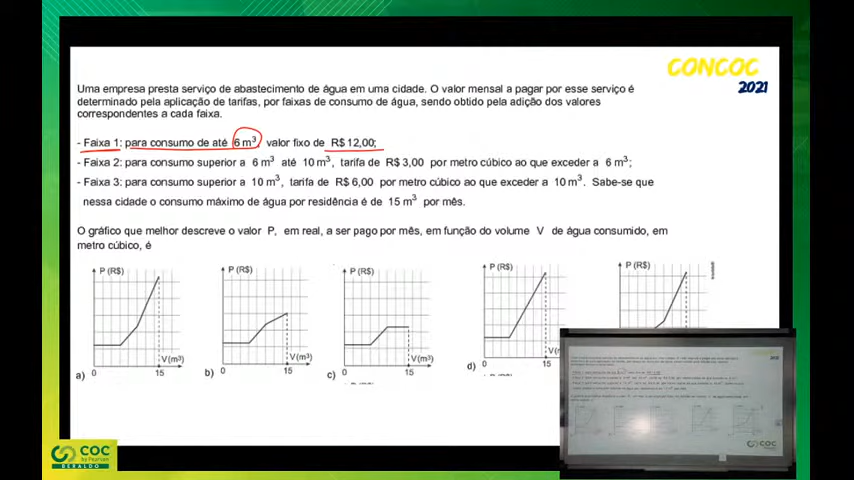 CONCOC
2021
Uma empresa presta serviço de abastecimento de água em uma cidade. O valor mensal a pagar por esse serviço é
determinado pela aplicação de tarifas, por faixas de consumo de água, sendo obtido pela adição dos valores
correspondentes a cada faixa.
- Faixa 1: para consumo de até 6 m³, valor fixo de R$ 12,00;
- Faixa 2: para consumo superior a 6 m³ até 10 m³, tarifa de R$ 3,00 por metro cúbico ao que exceder a 6 m³;
- Faixa 3: para consumo superior a 10 m³, tarifa de R$ 6,00 por metro cúbico ao que exceder a 10 m³. Sabe-se que
nessa cidade o consumo máximo de água por residência é de 15 m³ por mês.
O gráfico que melhor descreve o valor P, em real, a ser pago por mês, em função do volume V de água consumido, em
metro cúbico, é
P (R$) P (R$) P (R$) P (R$) P (R$)
V(m³) V(m³) V(m³)
a) 0 15 b) 0 15 c) 0 15 d) 0 15
COC
by Pearson
BEBALDO
COC